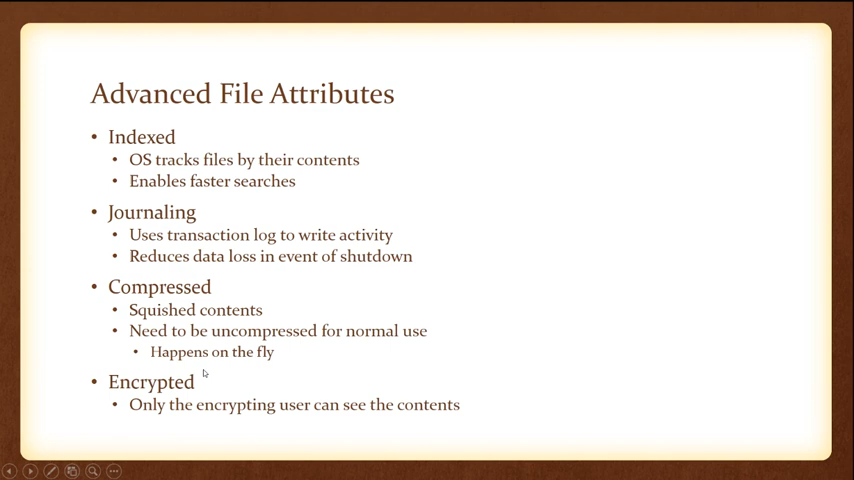 Advanced File Attributes
• Indexed
• OS tracks files by their contents
• Enables faster searches
• Journaling
• Uses transaction log to write activity
• Reduces data loss in event of shutdown
• Compressed
• Squished contents
• Need to be uncompressed for normal use
• Happens on the fly
• Encrypted
• Only the encrypting user can see the contents